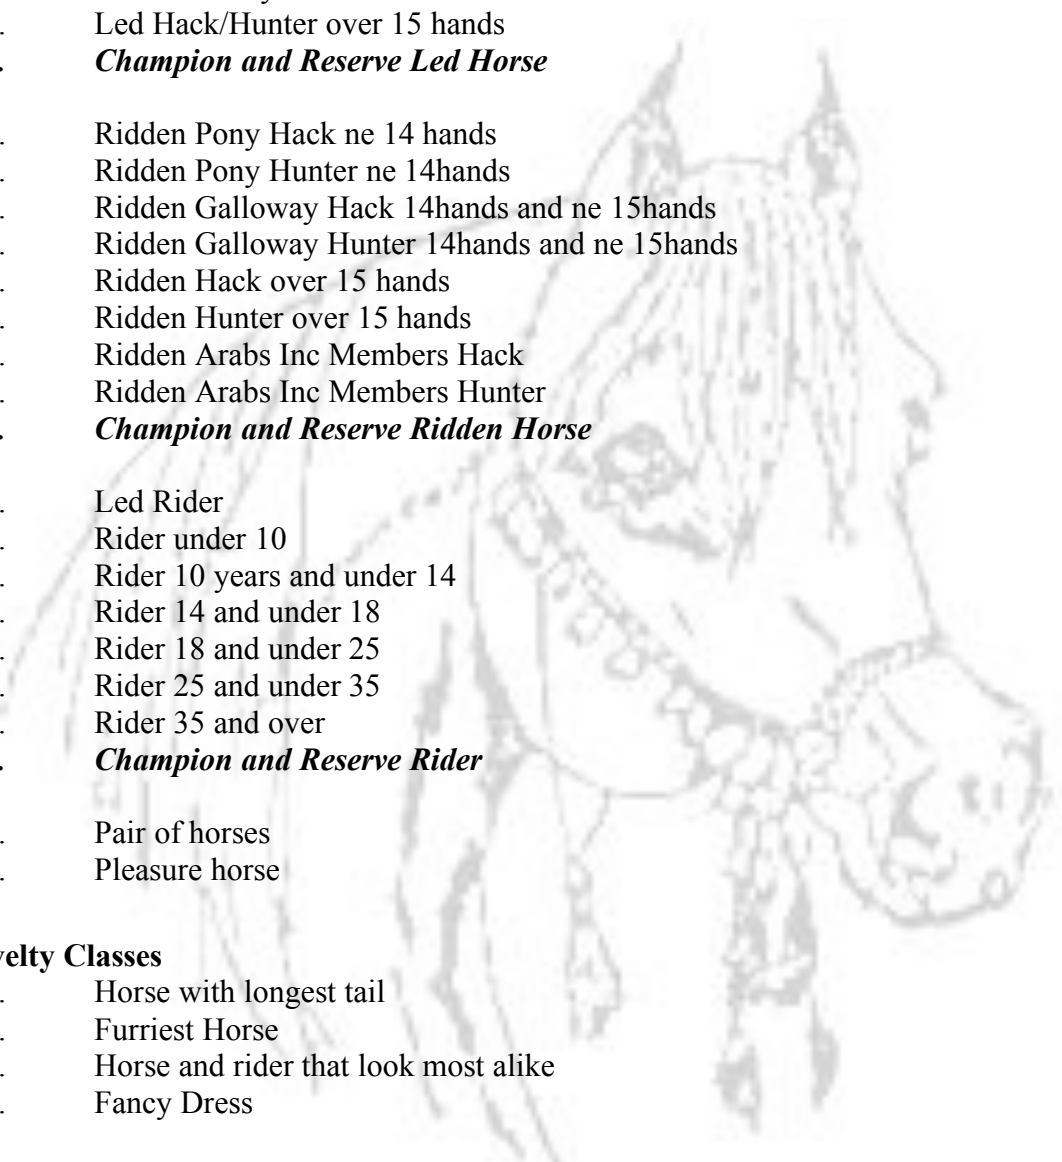 . Led Hack/Hunter over 15 hands
. Champion and Reserve Led Horse
. Ridden Pony Hack ne 14 hands
. Ridden Pony Hunter ne 14hands
. Ridden Galloway Hack 14hands and ne 15hands
. Ridden Galloway Hunter 14hands and ne 15hands
. Ridden Hack over 15 hands
. Ridden Hunter over 15 hands
. Ridden Arabs Inc Members Hack
. Ridden Arabs Inc Members Hunter
. Champion and Reserve Ridden Horse
. Led Rider
. Rider under 10
. Rider 10 years and under 14
. Rider 14 and under 18
. Rider 18 and under 25
. Rider 25 and under 35
. Rider 35 and over
. Champion and Reserve Rider
. Pair of horses
. Pleasure horse
velty Classes
. Horse with longest tail
. Furriest Horse
. Horse and rider that look most alike
. Fancy Dress